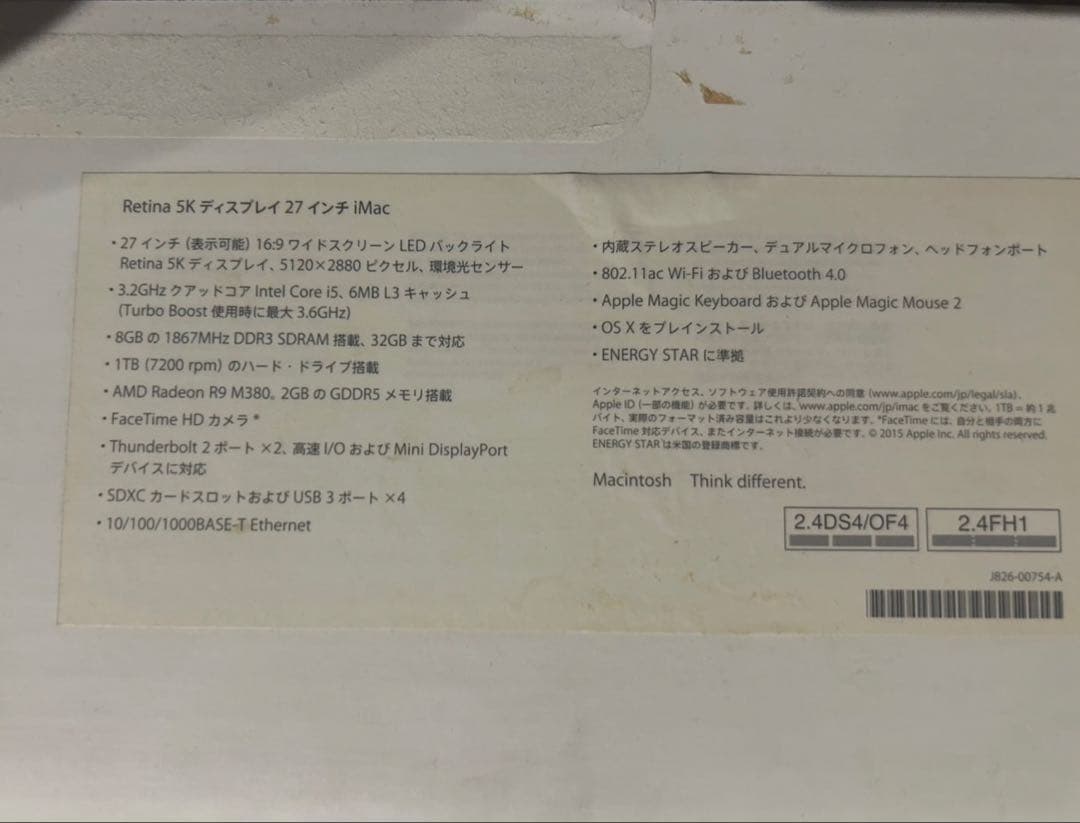 Retina 5K ディスプレイ 27 インチ iMac
・27 インチ（表示可能）16:9 ワイドスクリーン LED バックライト
Retina 5K ディスプレイ、5120×2880 ピクセル、環境光センサー
・3.2GHz クアッドコア Intel Core i5、6MB L3 キャッシュ
(Turbo Boost 使用時に最大 3.6GHz)
・8GB の 1867MHz DDR3 SDRAM 搭載、32GB まで対応
・1TB（7200 rpm）のハード・ドライブ搭載
・AMD Radeon R9 M380。2GB の GDDR5 メモリ搭載
・FaceTime HD カメラ *
・Thunderbolt 2 ポート ×2、高速 I/O および Mini DisplayPort
デバイスに対応
・SDXC カードスロットおよび USB 3 ポート ×4
・10/100/1000BASE-T Ethernet
・内蔵ステレオスピーカー、デュアルマイクロフォン、ヘッドフォンポート
・802.11ac Wi-Fi および Bluetooth 4.0
・Apple Magic Keyboard および Apple Magic Mouse 2
・OS X をプレインストール
・ENERGY STAR に準拠
インターネットアクセス、ソフトウェア使用許諾契約への同意 (www.apple.com/jp/legal/sla)、
Apple ID（一部の機能）が必要です。詳しくは、www.apple.com/jp/imac をご覧ください。1TB = 約 1 兆
バイト、実際のフォーマット済み容量はこれより少なくなります。*FaceTime には、自分と相手の両方に
FaceTime 対応デバイス、またインターネット接続が必要です。© 2015 Apple Inc. All rights reserved.
ENERGY STAR は米国の登録商標です。
Macintosh Think different.
2.4DS4/OF4 2.4FH1
J826-00754-A